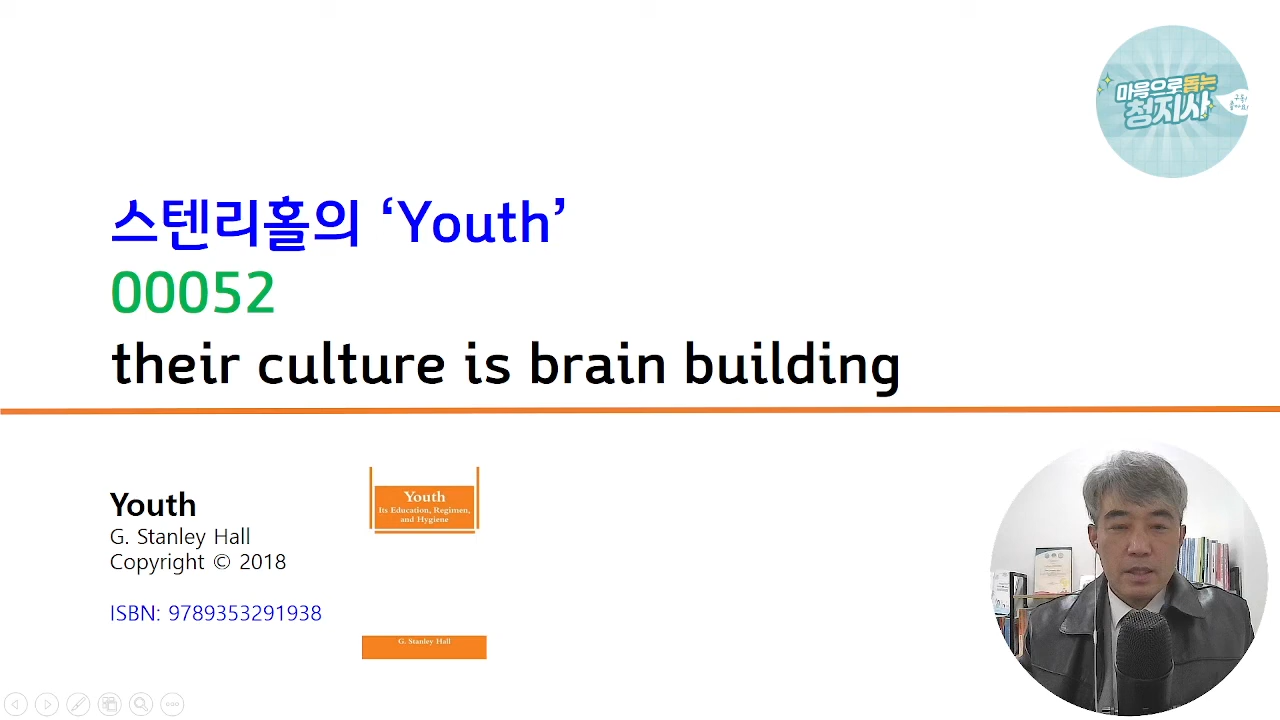 마음으로돕는
청지사
스텐리홀의 ‘Youth’
00052
their culture is brain building
Youth
G. Stanley Hall
Copyright © 2018
ISBN: 9789353291938
Youth
Its Education, Regimen,
and Hygiene
G. Stanley Hall